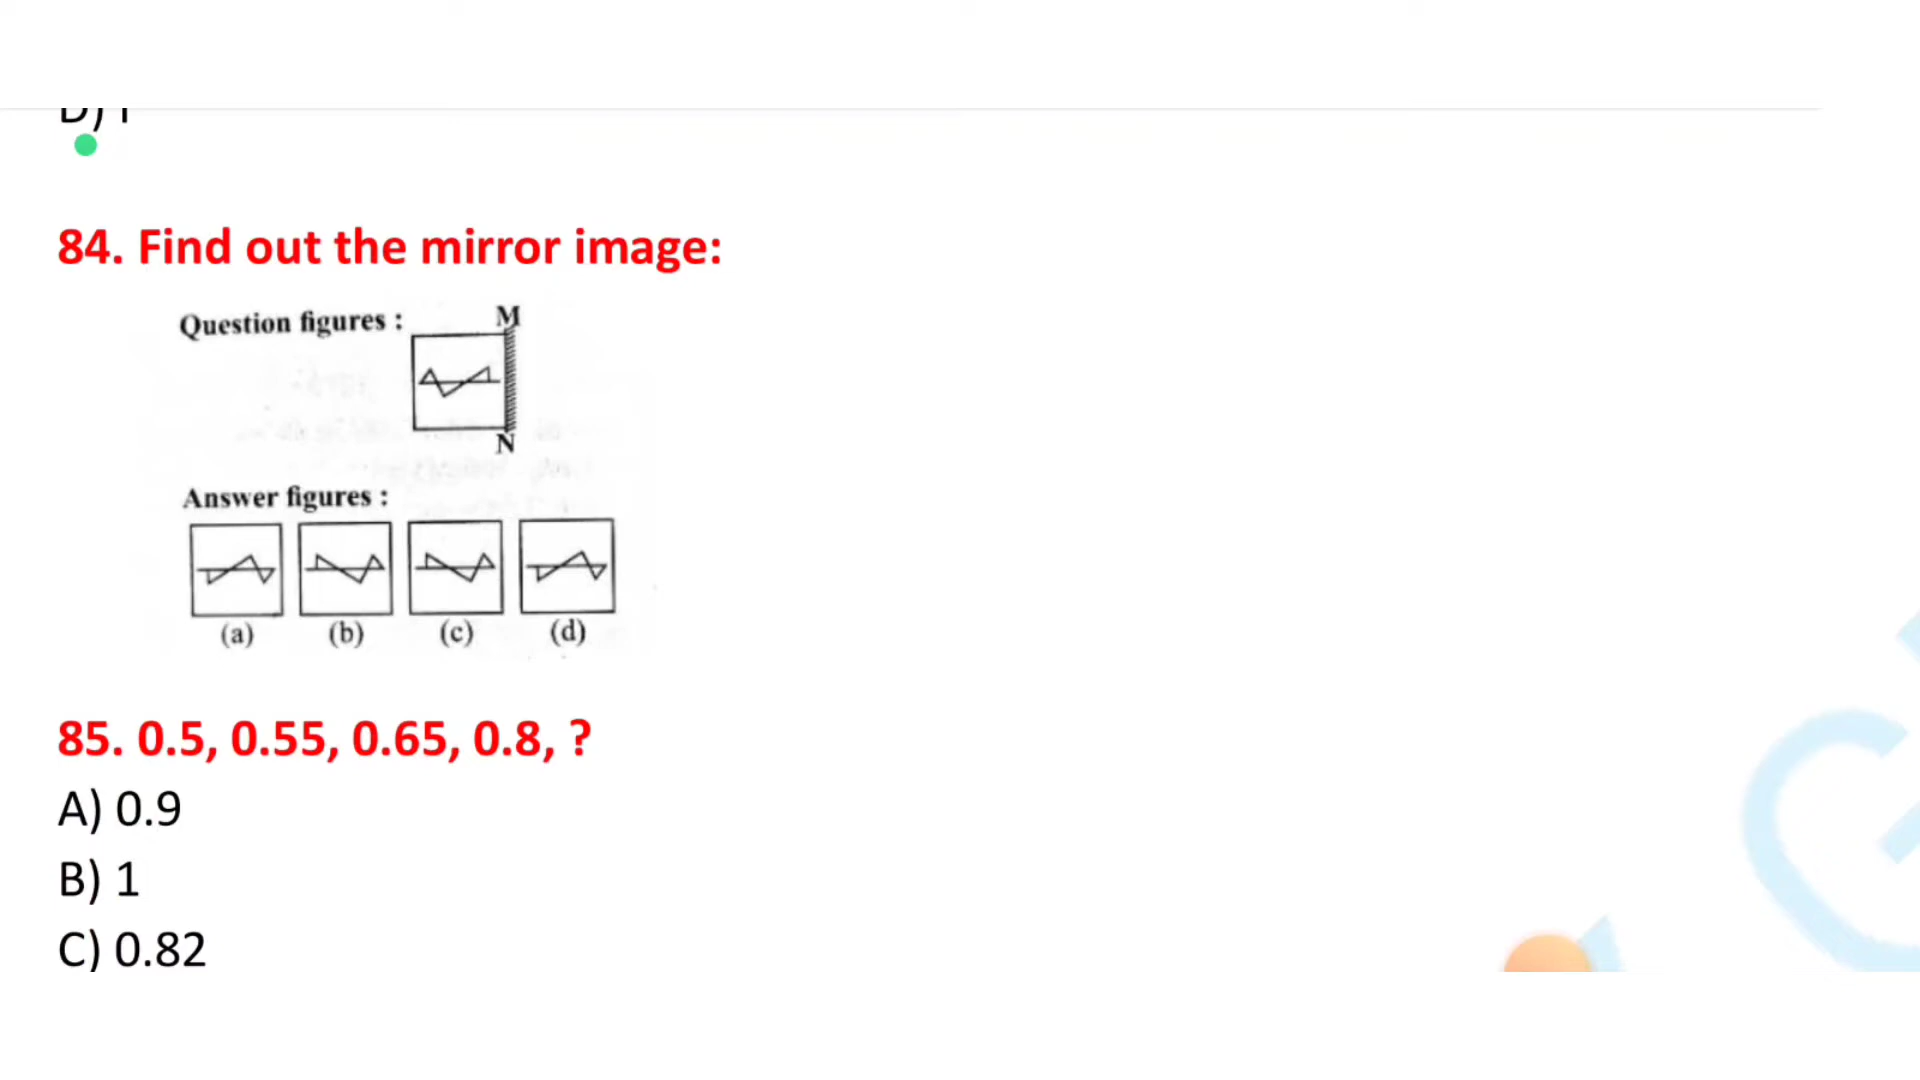 84. Find out the mirror image:
Question figures :
M
N
Answer figures :
(a) (b) (c) (d)
85. 0.5, 0.55, 0.65, 0.8, ?
A) 0.9
B) 1
C) 0.82